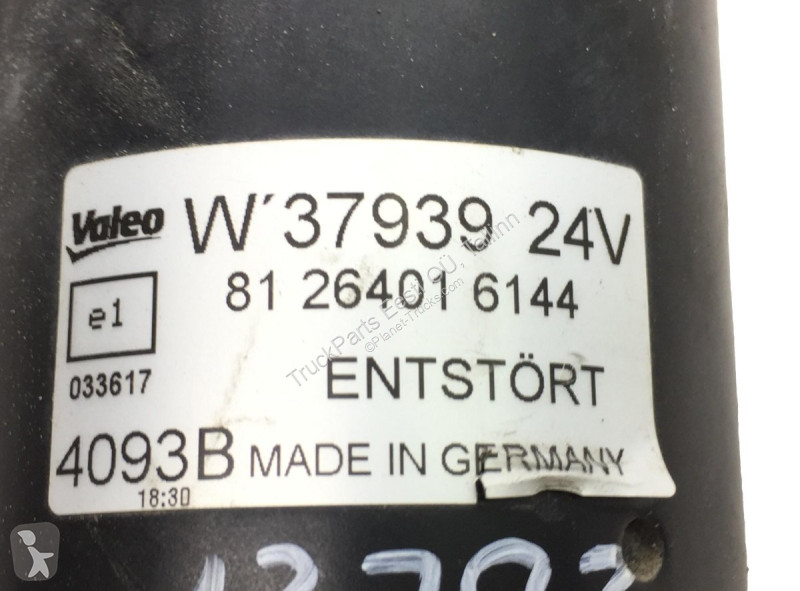 Valeo W´37939 24V
81 26401 6144
e1
033617
ENTSTÖRT
4093B MADE IN GERMANY
18:30
TruckParts Eesti OÜ, Tallinn
©Planet-Trucks.com